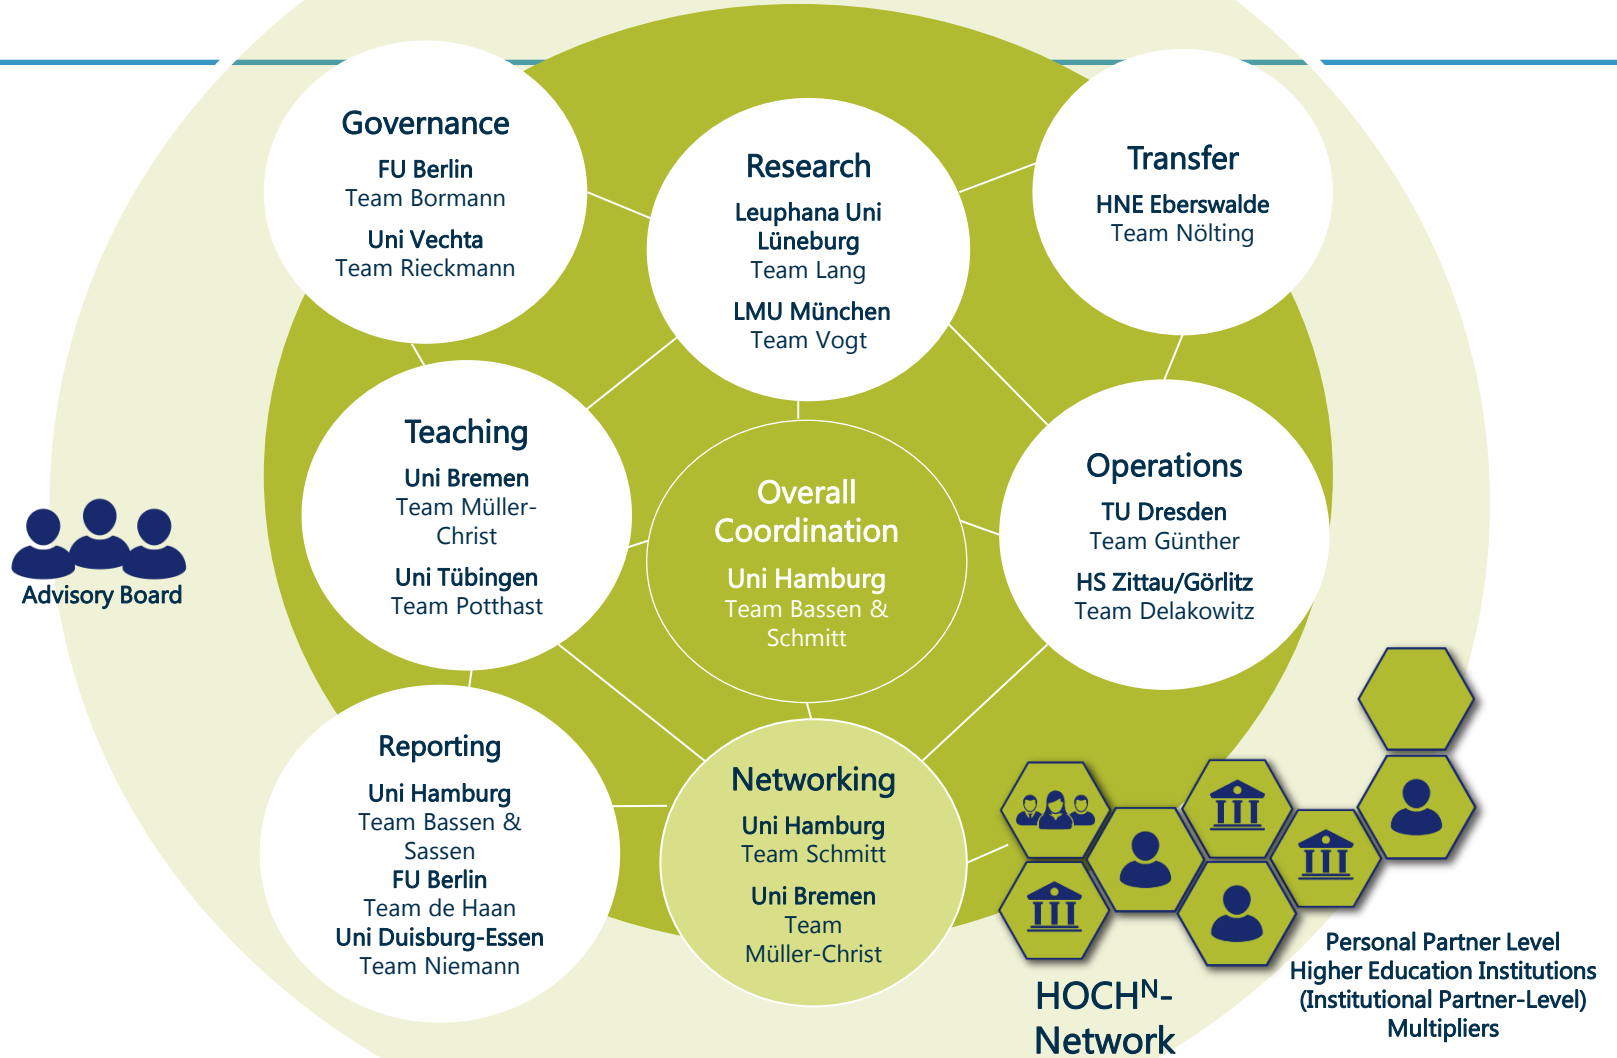 Governance
FU Berlin
Team Bormann
Uni Vechta
Team Rieckmann
Research
Leuphana Uni
Lüneburg
Team Lang
LMU München
Team Vogt
Transfer
HNE Eberswalde
Team Nölting
Teaching
Uni Bremen
Team Müller-
Christ
Uni Tübingen
Team Potthast
Overall
Coordination
Uni Hamburg
Team Bassen &
Schmitt
Operations
TU Dresden
Team Günther
HS Zittau/Görlitz
Team Delakowitz
Advisory Board
Reporting
Uni Hamburg
Team Bassen &
Sassen
FU Berlin
Team de Haan
Uni Duisburg-Essen
Team Niemann
Networking
Uni Hamburg
Team Schmitt
Uni Bremen
Team
Müller-Christ
HOCHᴺ-
Network
Personal Partner Level
Higher Education Institutions
(Institutional Partner-Level)
Multipliers